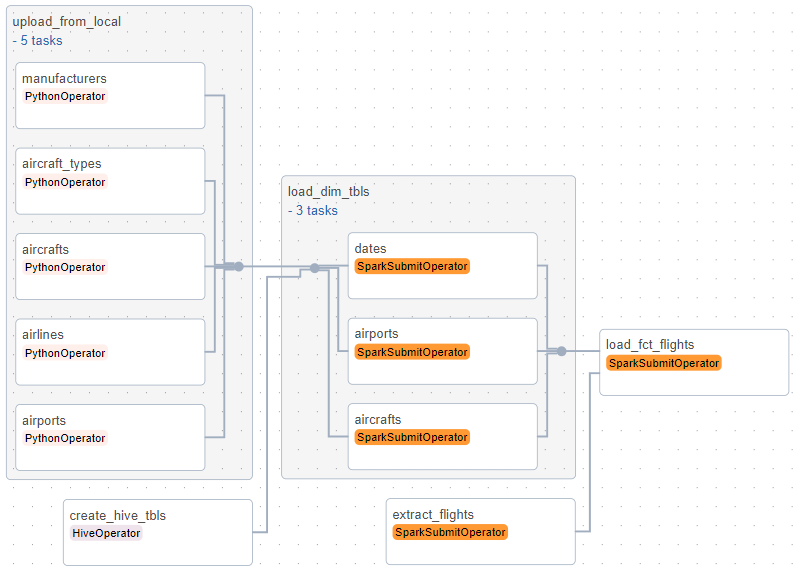 upload_from_local
- 5 tasks
manufacturers
PythonOperator
aircraft_types
PythonOperator
aircrafts
PythonOperator
airlines
PythonOperator
airports
PythonOperator
create_hive_tbls
HiveOperator
load_dim_tbls
- 3 tasks
dates
SparkSubmitOperator
airports
SparkSubmitOperator
aircrafts
SparkSubmitOperator
extract_flights
SparkSubmitOperator
load_fct_flights
SparkSubmitOperator